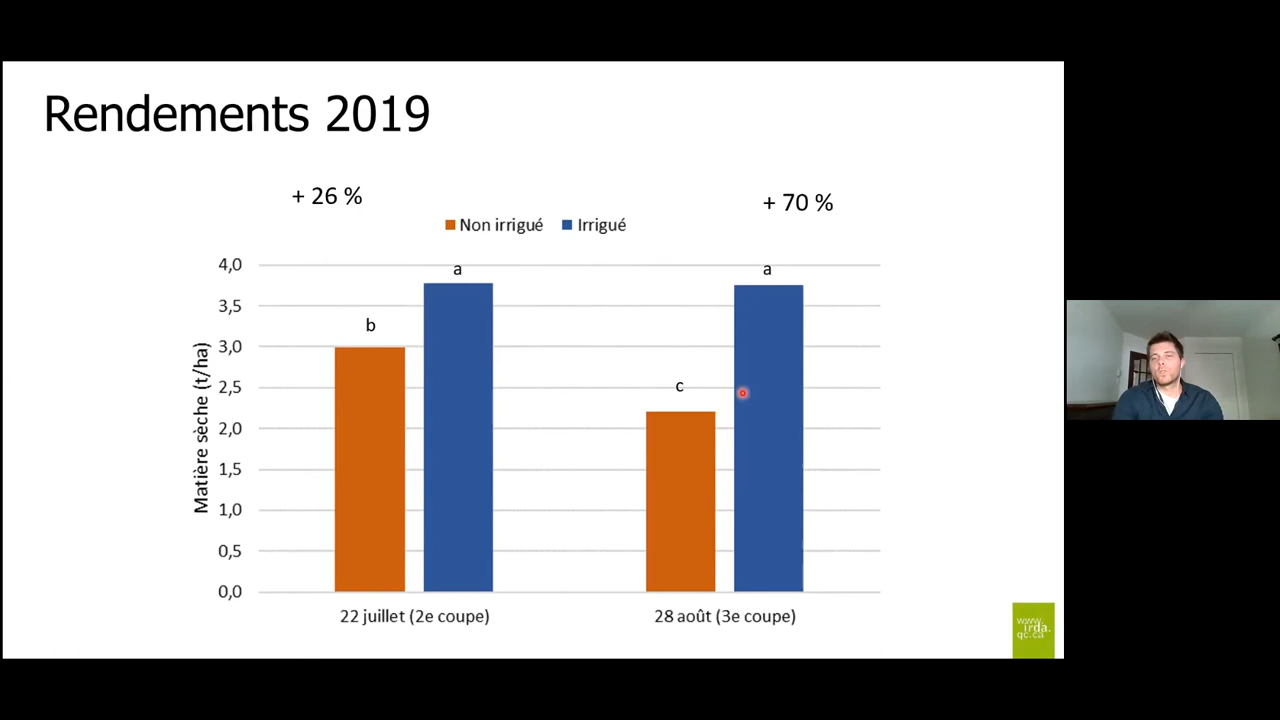 Rendements 2019
+ 26 %
+ 70 %
Non irrigué Irrigué
4,0
3,5
3,0
2,5
2,0
1,5
1,0
0,5
0,0
Matière sèche (t/ha)
b
a
c
a
22 juillet (2e coupe)
28 août (3e coupe)
www.
irda.
qc.ca